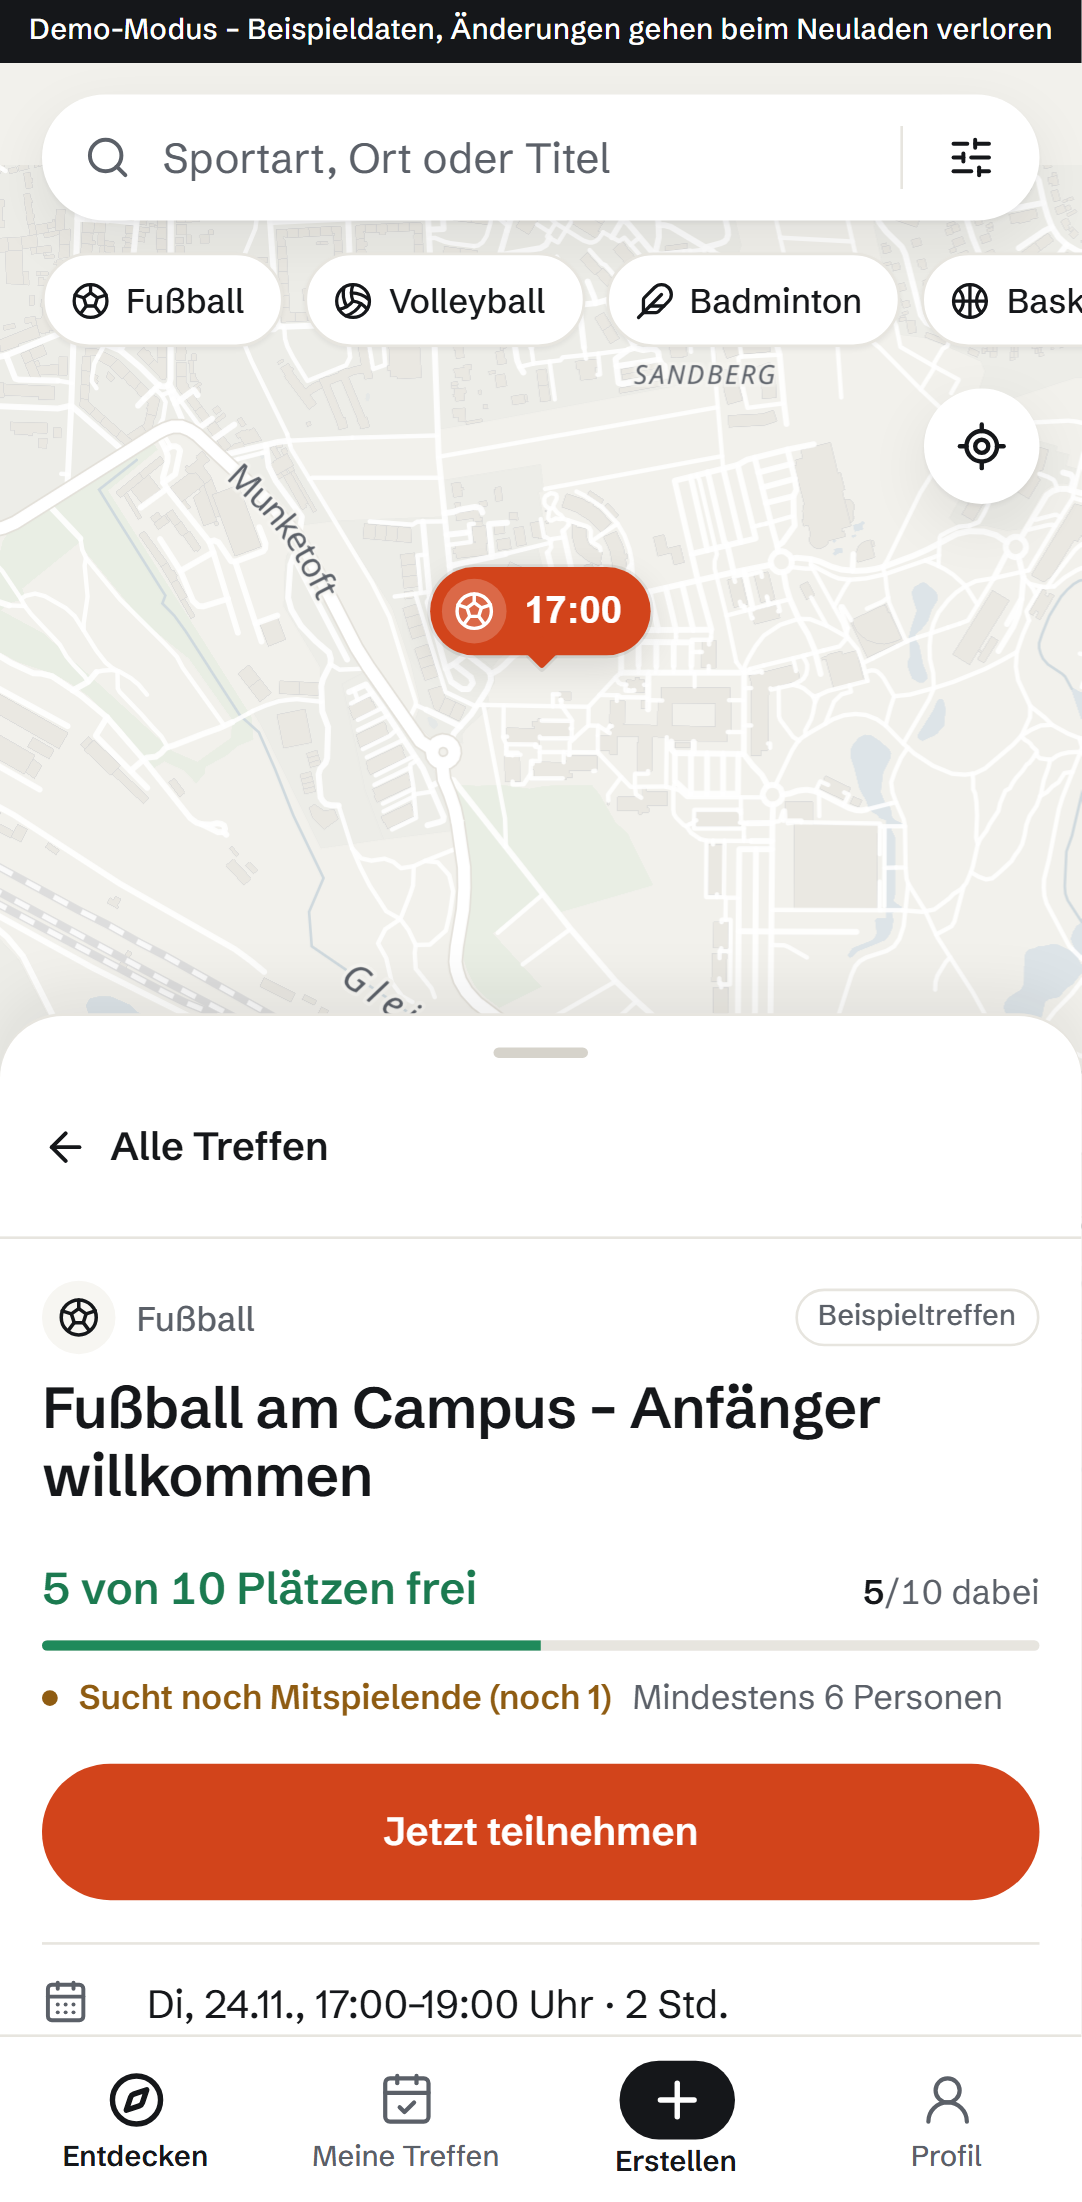 Demo-Modus – Beispieldaten, Änderungen gehen beim Neuladen verloren
Sportart, Ort oder Titel
Fußball
Volleyball
Badminton
Bask
SANDBERG
Munketoft
17:00
Glei
Alle Treffen
Fußball
Beispieltreffen
Fußball am Campus – Anfänger
willkommen
5 von 10 Plätzen frei
5/10 dabei
Sucht noch Mitspielende (noch 1) Mindestens 6 Personen
Jetzt teilnehmen
Di, 24.11., 17:00–19:00 Uhr · 2 Std.
Entdecken
Meine Treffen
Erstellen
Profil